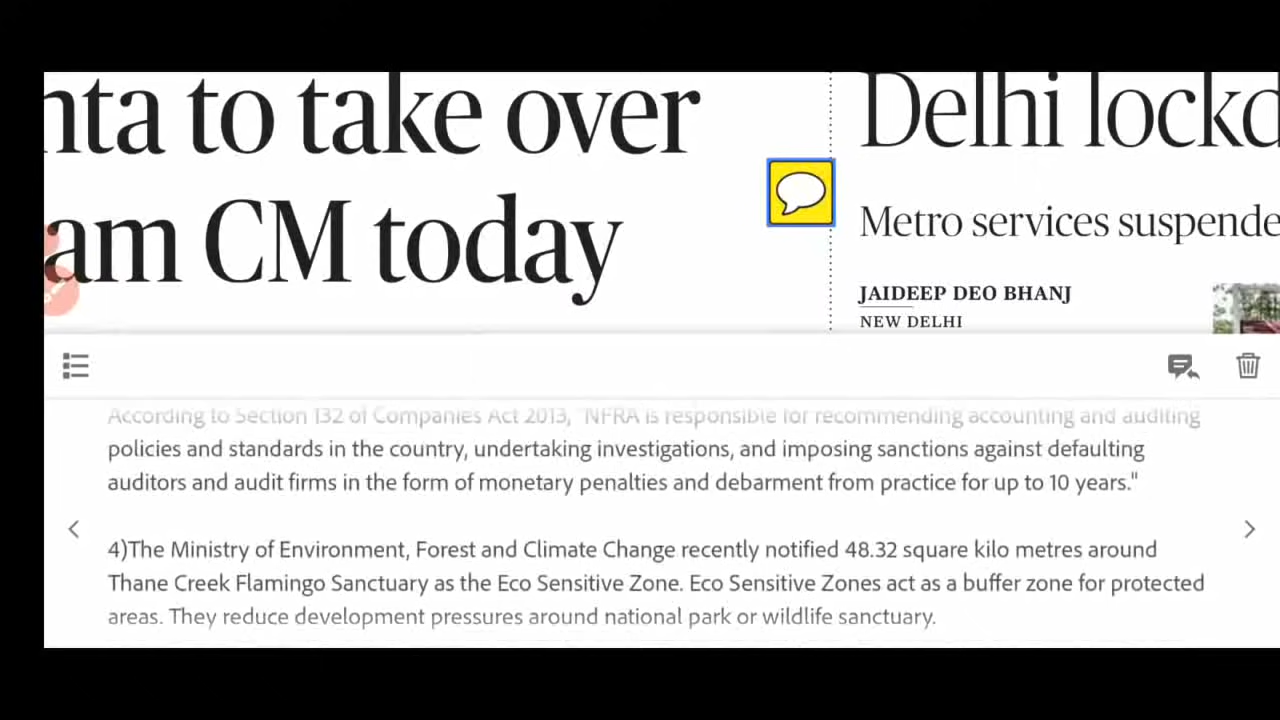 nta to take over
am CM today
Delhi lockd
Metro services suspende
JAIDEEP DEO BHANJ
NEW DELHI
According to Section 132 of Companies Act 2013, "NFRA is responsible for recommending accounting and auditing
policies and standards in the country, undertaking investigations, and imposing sanctions against defaulting
auditors and audit firms in the form of monetary penalties and debarment from practice for up to 10 years."
4)The Ministry of Environment, Forest and Climate Change recently notified 48.32 square kilo metres around
Thane Creek Flamingo Sanctuary as the Eco Sensitive Zone. Eco Sensitive Zones act as a buffer zone for protected
areas. They reduce development pressures around national park or wildlife sanctuary.